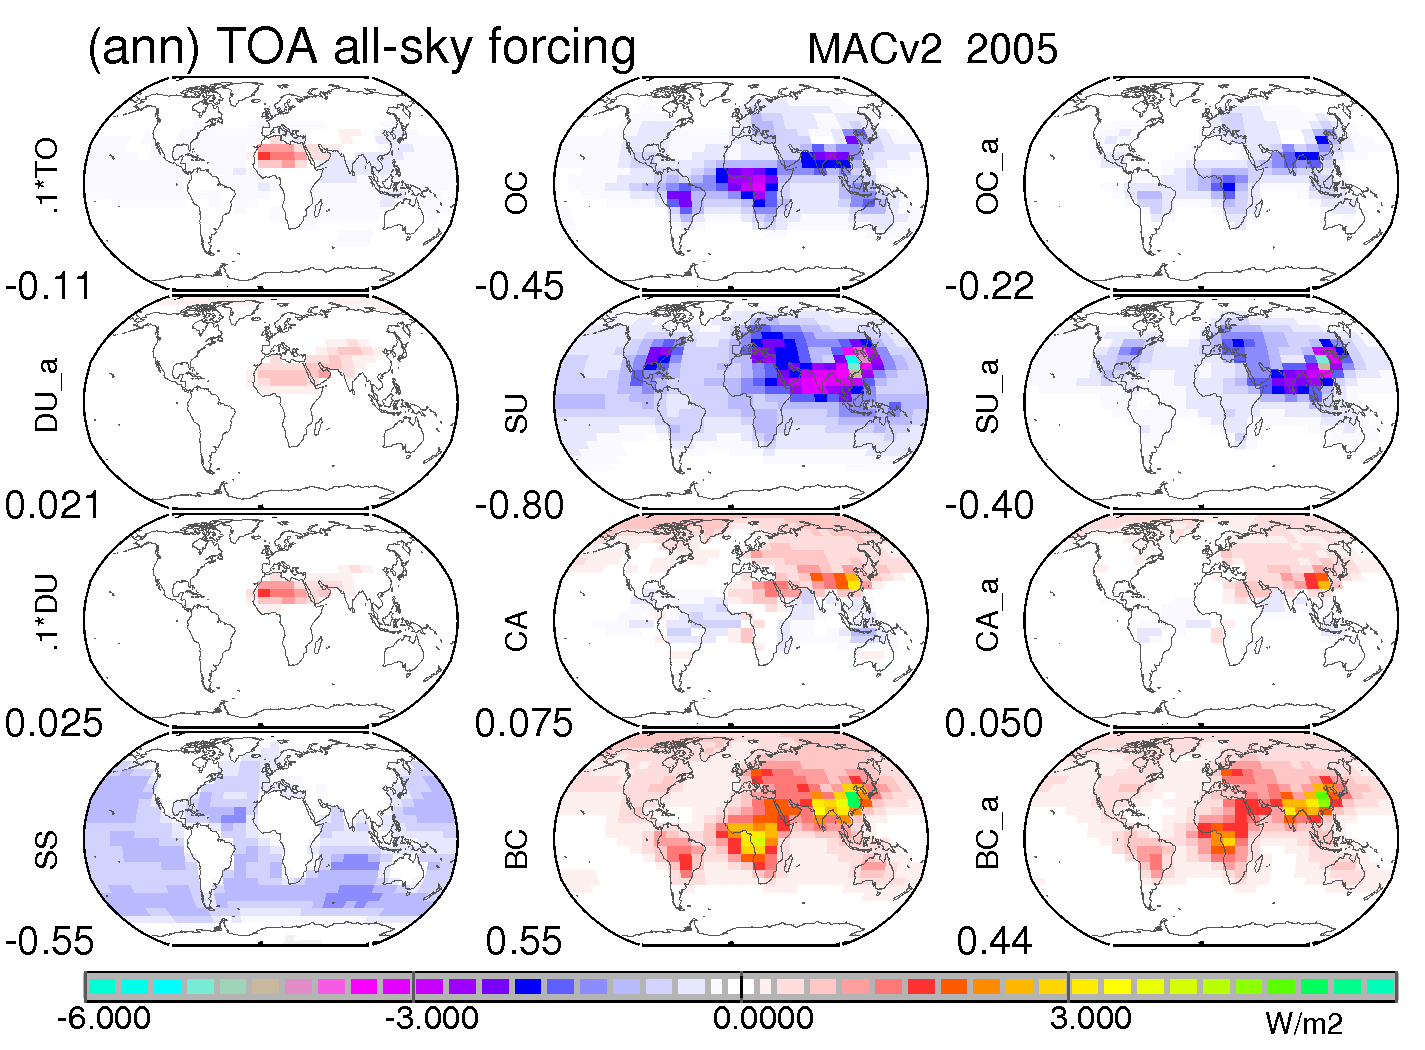 (ann) TOA all-sky forcing MACv2 2005
.1*TO OC OC_a
-0.11 -0.45 -0.22
DU_a SU SU_a
0.021 -0.80 -0.40
.1*DU CA CA_a
0.025 0.075 0.050
SS BC BC_a
-0.55 0.55 0.44
-6.000 -3.000 0.0000 3.000 W/m2